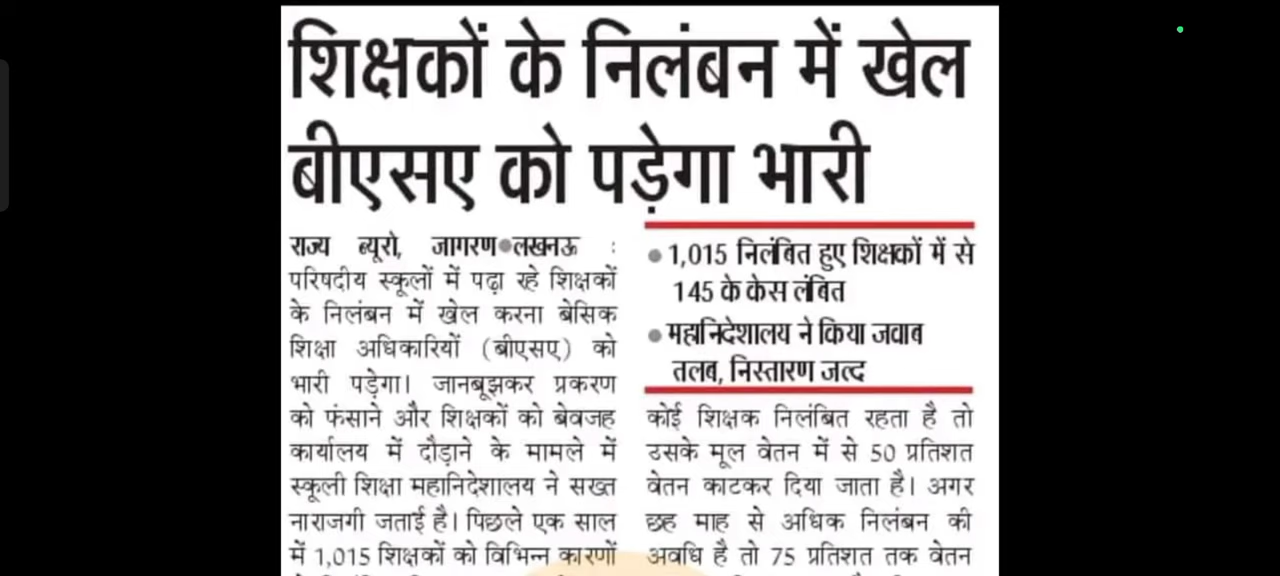 शिक्षकों के निलंबन में खेल
बीएसए को पड़ेगा भारी
राज्य ब्यूरो, जागरण●लखनऊ :
परिषदीय स्कूलों में पढ़ा रहे शिक्षकों
के निलंबन में खेल करना बेसिक
शिक्षा अधिकारियों (बीएसए) को
भारी पड़ेगा। जानबूझकर प्रकरण
को फंसाने और शिक्षकों को बेवजह
कार्यालय में दौड़ाने के मामले में
स्कूली शिक्षा महानिदेशालय ने सख्त
नाराजगी जताई है। पिछले एक साल
में 1,015 शिक्षकों को विभिन्न कारणों
● 1,015 निलंबित हुए शिक्षकों में से
145 के केस लंबित
● महानिदेशालय ने किया जवाब
तलब, निस्तारण जल्द
कोई शिक्षक निलंबित रहता है तो
उसके मूल वेतन में से 50 प्रतिशत
वेतन काटकर दिया जाता है। अगर
छह माह से अधिक निलंबन की
अवधि है तो 75 प्रतिशत तक वेतन